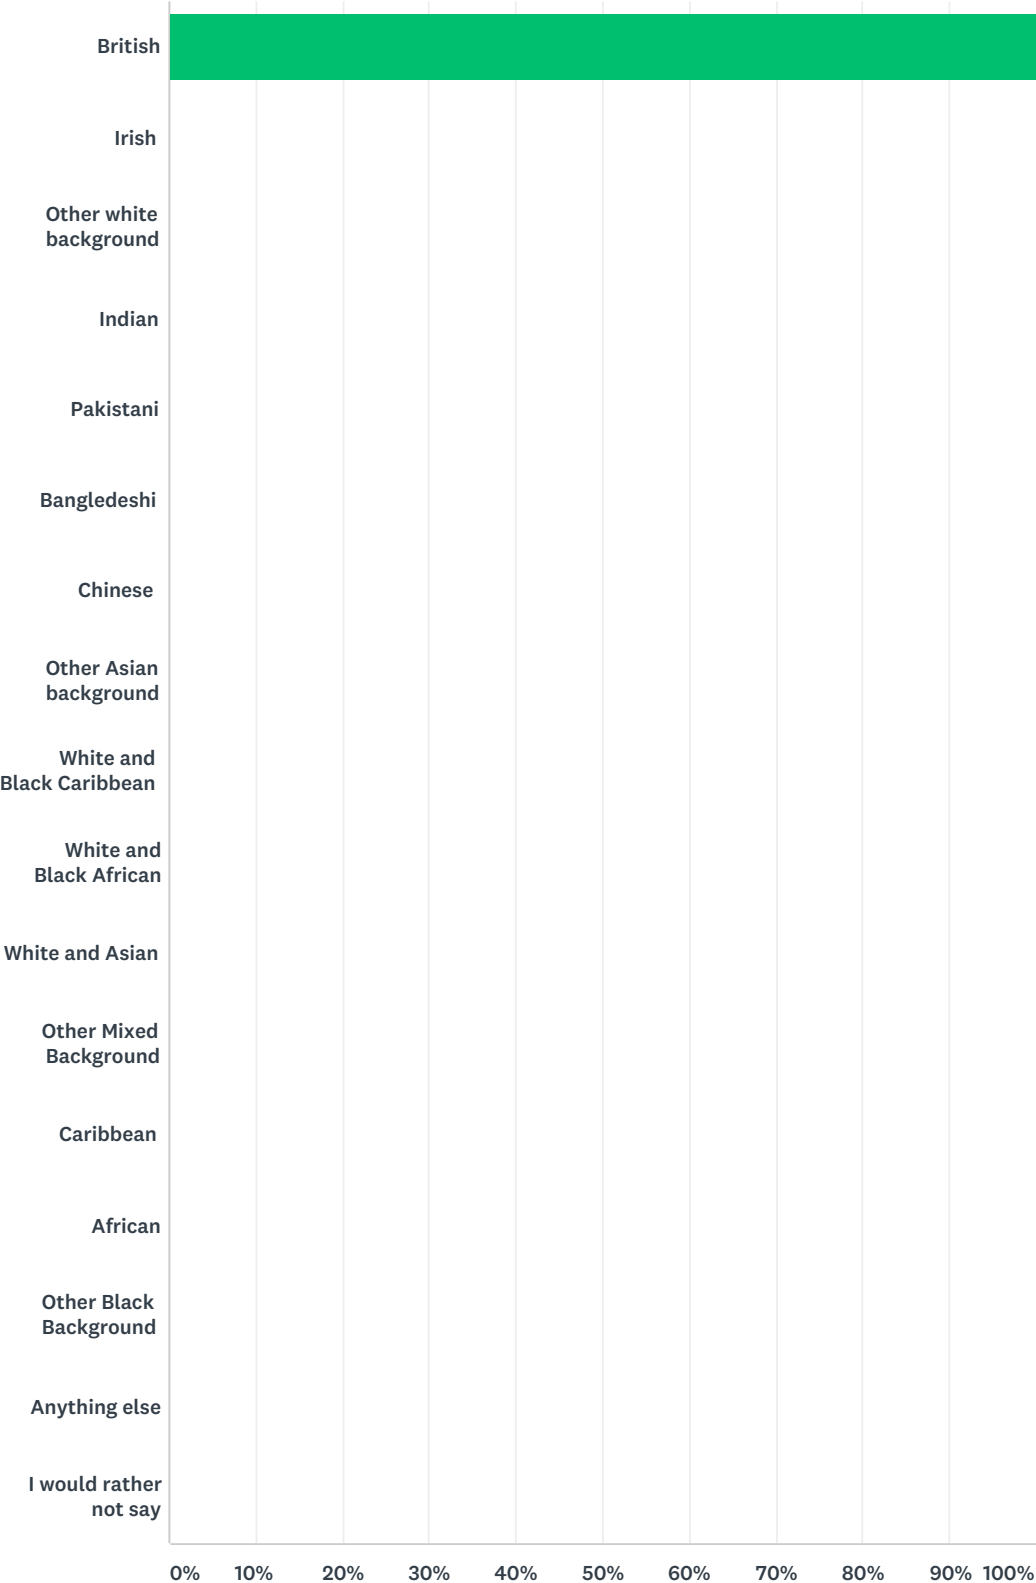 British
Irish
Other white
background
Indian
Pakistani
Bangledeshi
Chinese
Other Asian
background
White and
Black Caribbean
White and
Black African
White and Asian
Other Mixed
Background
Caribbean
African
Other Black
Background
Anything else
I would rather
not say
0% 10% 20% 30% 40% 50% 60% 70% 80% 90% 100%